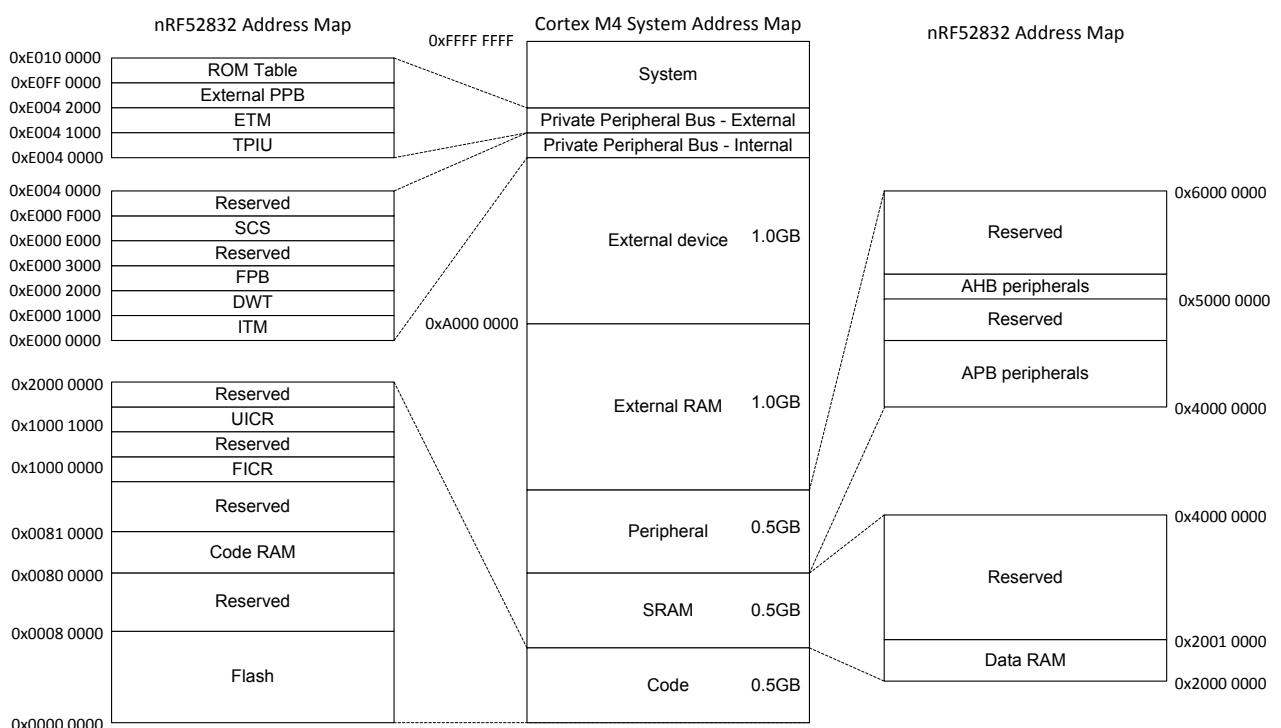 nRF52832 Address Map
0xE010 0000
ROM Table
0xE0FF 0000
External PPB
0xE004 2000
ETM
0xE004 1000
TPIU
0xE004 0000
0xE004 0000
Reserved
0xE000 F000
SCS
0xE000 E000
Reserved
0xE000 3000
FPB
0xE000 2000
DWT
0xE000 1000
ITM
0xE000 0000
0x2000 0000
Reserved
UICR
0x1000 1000
Reserved
0x1000 0000
FICR
Reserved
0x0081 0000
Code RAM
0x0080 0000
Reserved
0x0008 0000
Flash
0x0000 0000
Cortex M4 System Address Map
0xFFFF FFFF
System
Private Peripheral Bus - External
Private Peripheral Bus - Internal
External device 1.0GB
0xA000 0000
External RAM 1.0GB
Peripheral 0.5GB
SRAM 0.5GB
Code 0.5GB
nRF52832 Address Map
0x6000 0000
Reserved
AHB peripherals
0x5000 0000
Reserved
APB peripherals
0x4000 0000
0x4000 0000
Reserved
0x2001 0000
Data RAM
0x2000 0000